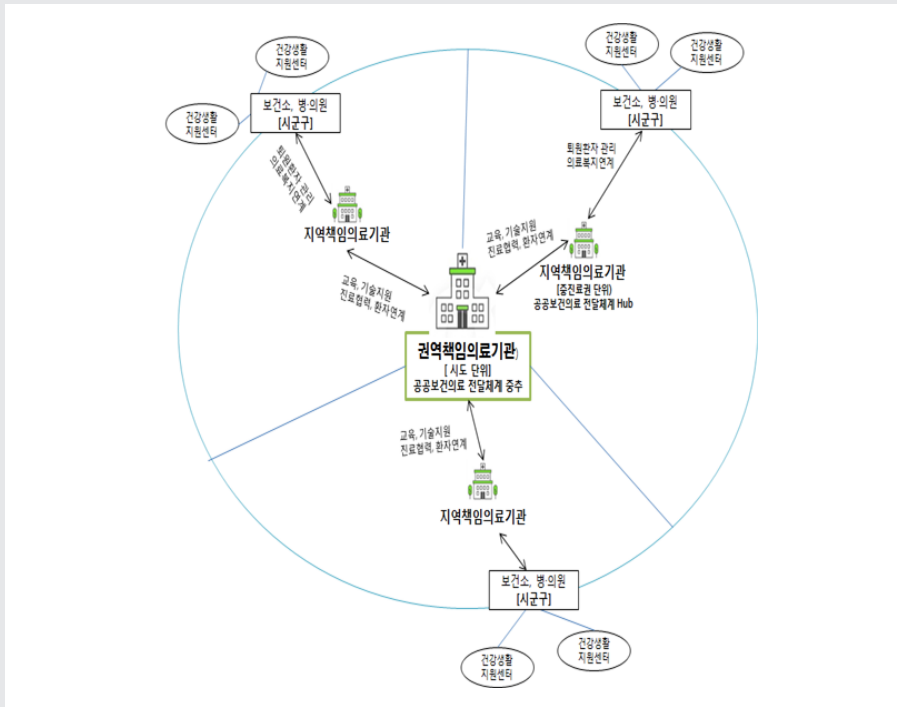 건강생활
지원센터
건강생활
지원센터
보건소, 병·의원
[시군구]
퇴원환자 관리
의료복지연계
지역책임의료기관
교육, 기술지원
진료협력, 환자연계
건강생활
지원센터
건강생활
지원센터
보건소, 병·의원
[시군구]
퇴원환자 관리
의료복지연계
교육, 기술지원
진료협력, 환자연계
지역책임의료기관
[중진료권 단위)
공공보건의료 전달체계 Hub
권역책임의료기관)
[ 시도 단위]
공공보건의료 전달체계 중추
교육, 기술지원
진료협력, 환자연계
지역책임의료기관
보건소, 병·의원
[시군구]
건강생활
지원센터
건강생활
지원센터